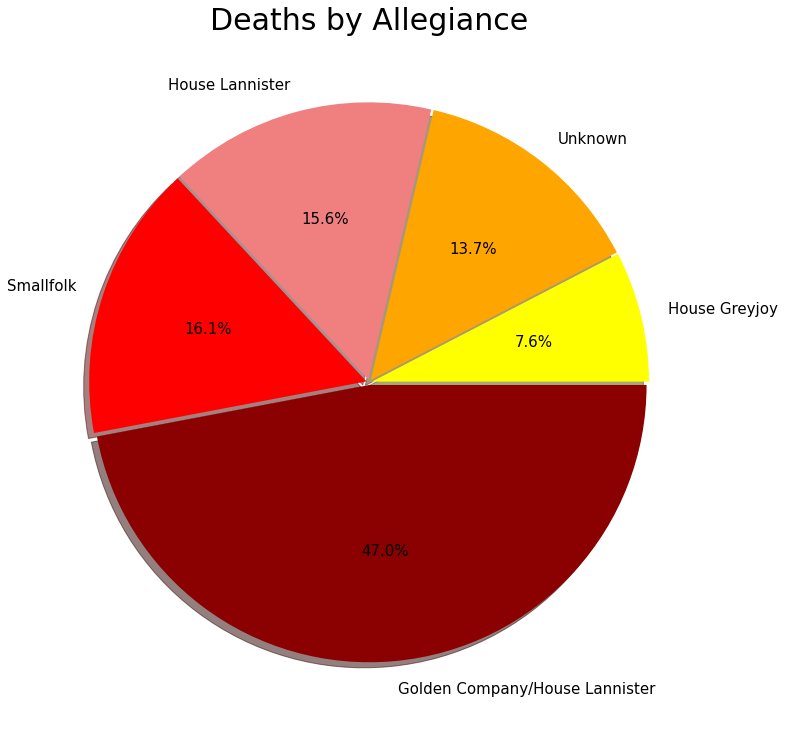 Deaths by Allegiance
House Lannister
Unknown
15.6%
13.7%
Smallfolk
House Greyjoy
16.1%
7.6%
47.0%
Golden Company/House Lannister